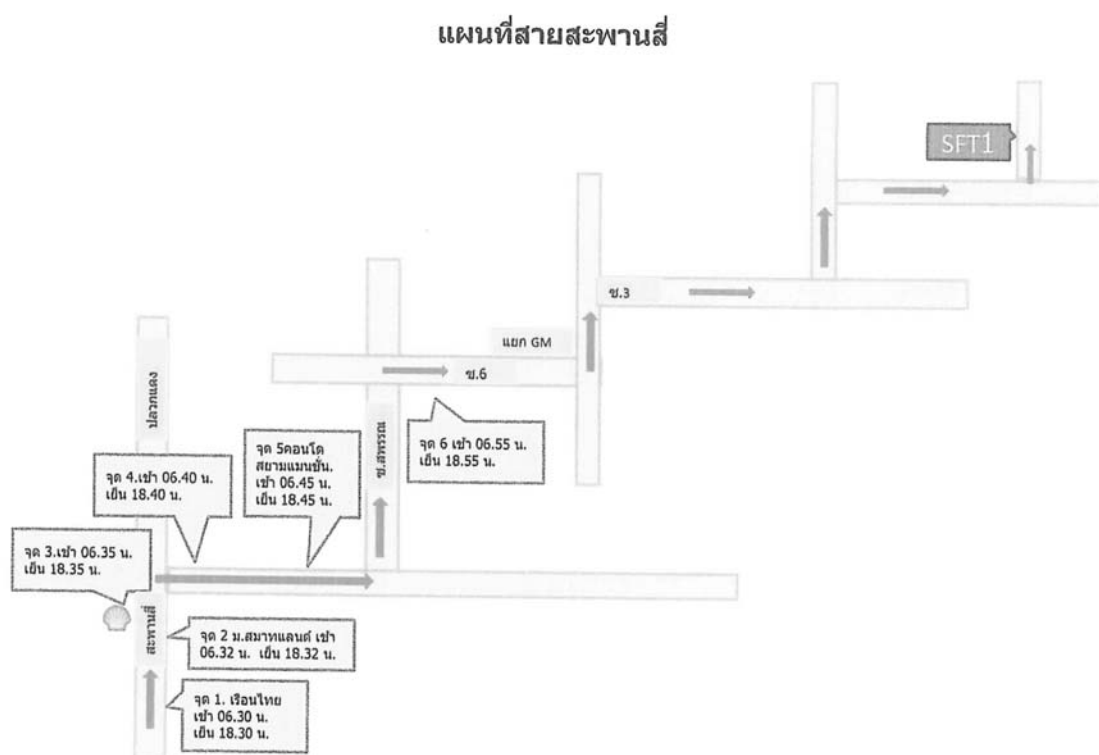 แผนที่สายสะพานสี่
SFT1
ซ.3
แยก GM
ซ.6
ปลวกแดง
ซ.สัพรรณ
จุด 6 เช้า 06.55 น.
เย็น 18.55 น.
จุด 5คอนโด
สยามแมนชั่น.
เช้า 06.45 น.
เย็น 18.45 น.
จุด 4.เช้า 06.40 น.
เย็น 18.40 น.
จุด 3.เช้า 06.35 น.
เย็น 18.35 น.
สะพานสี่
จุด 2 ม.สมาทแลนด์ เช้า
06.32 น. เย็น 18.32 น.
จุด 1. เรือนไทย
เช้า 06.30 น.
เย็น 18.30 น.